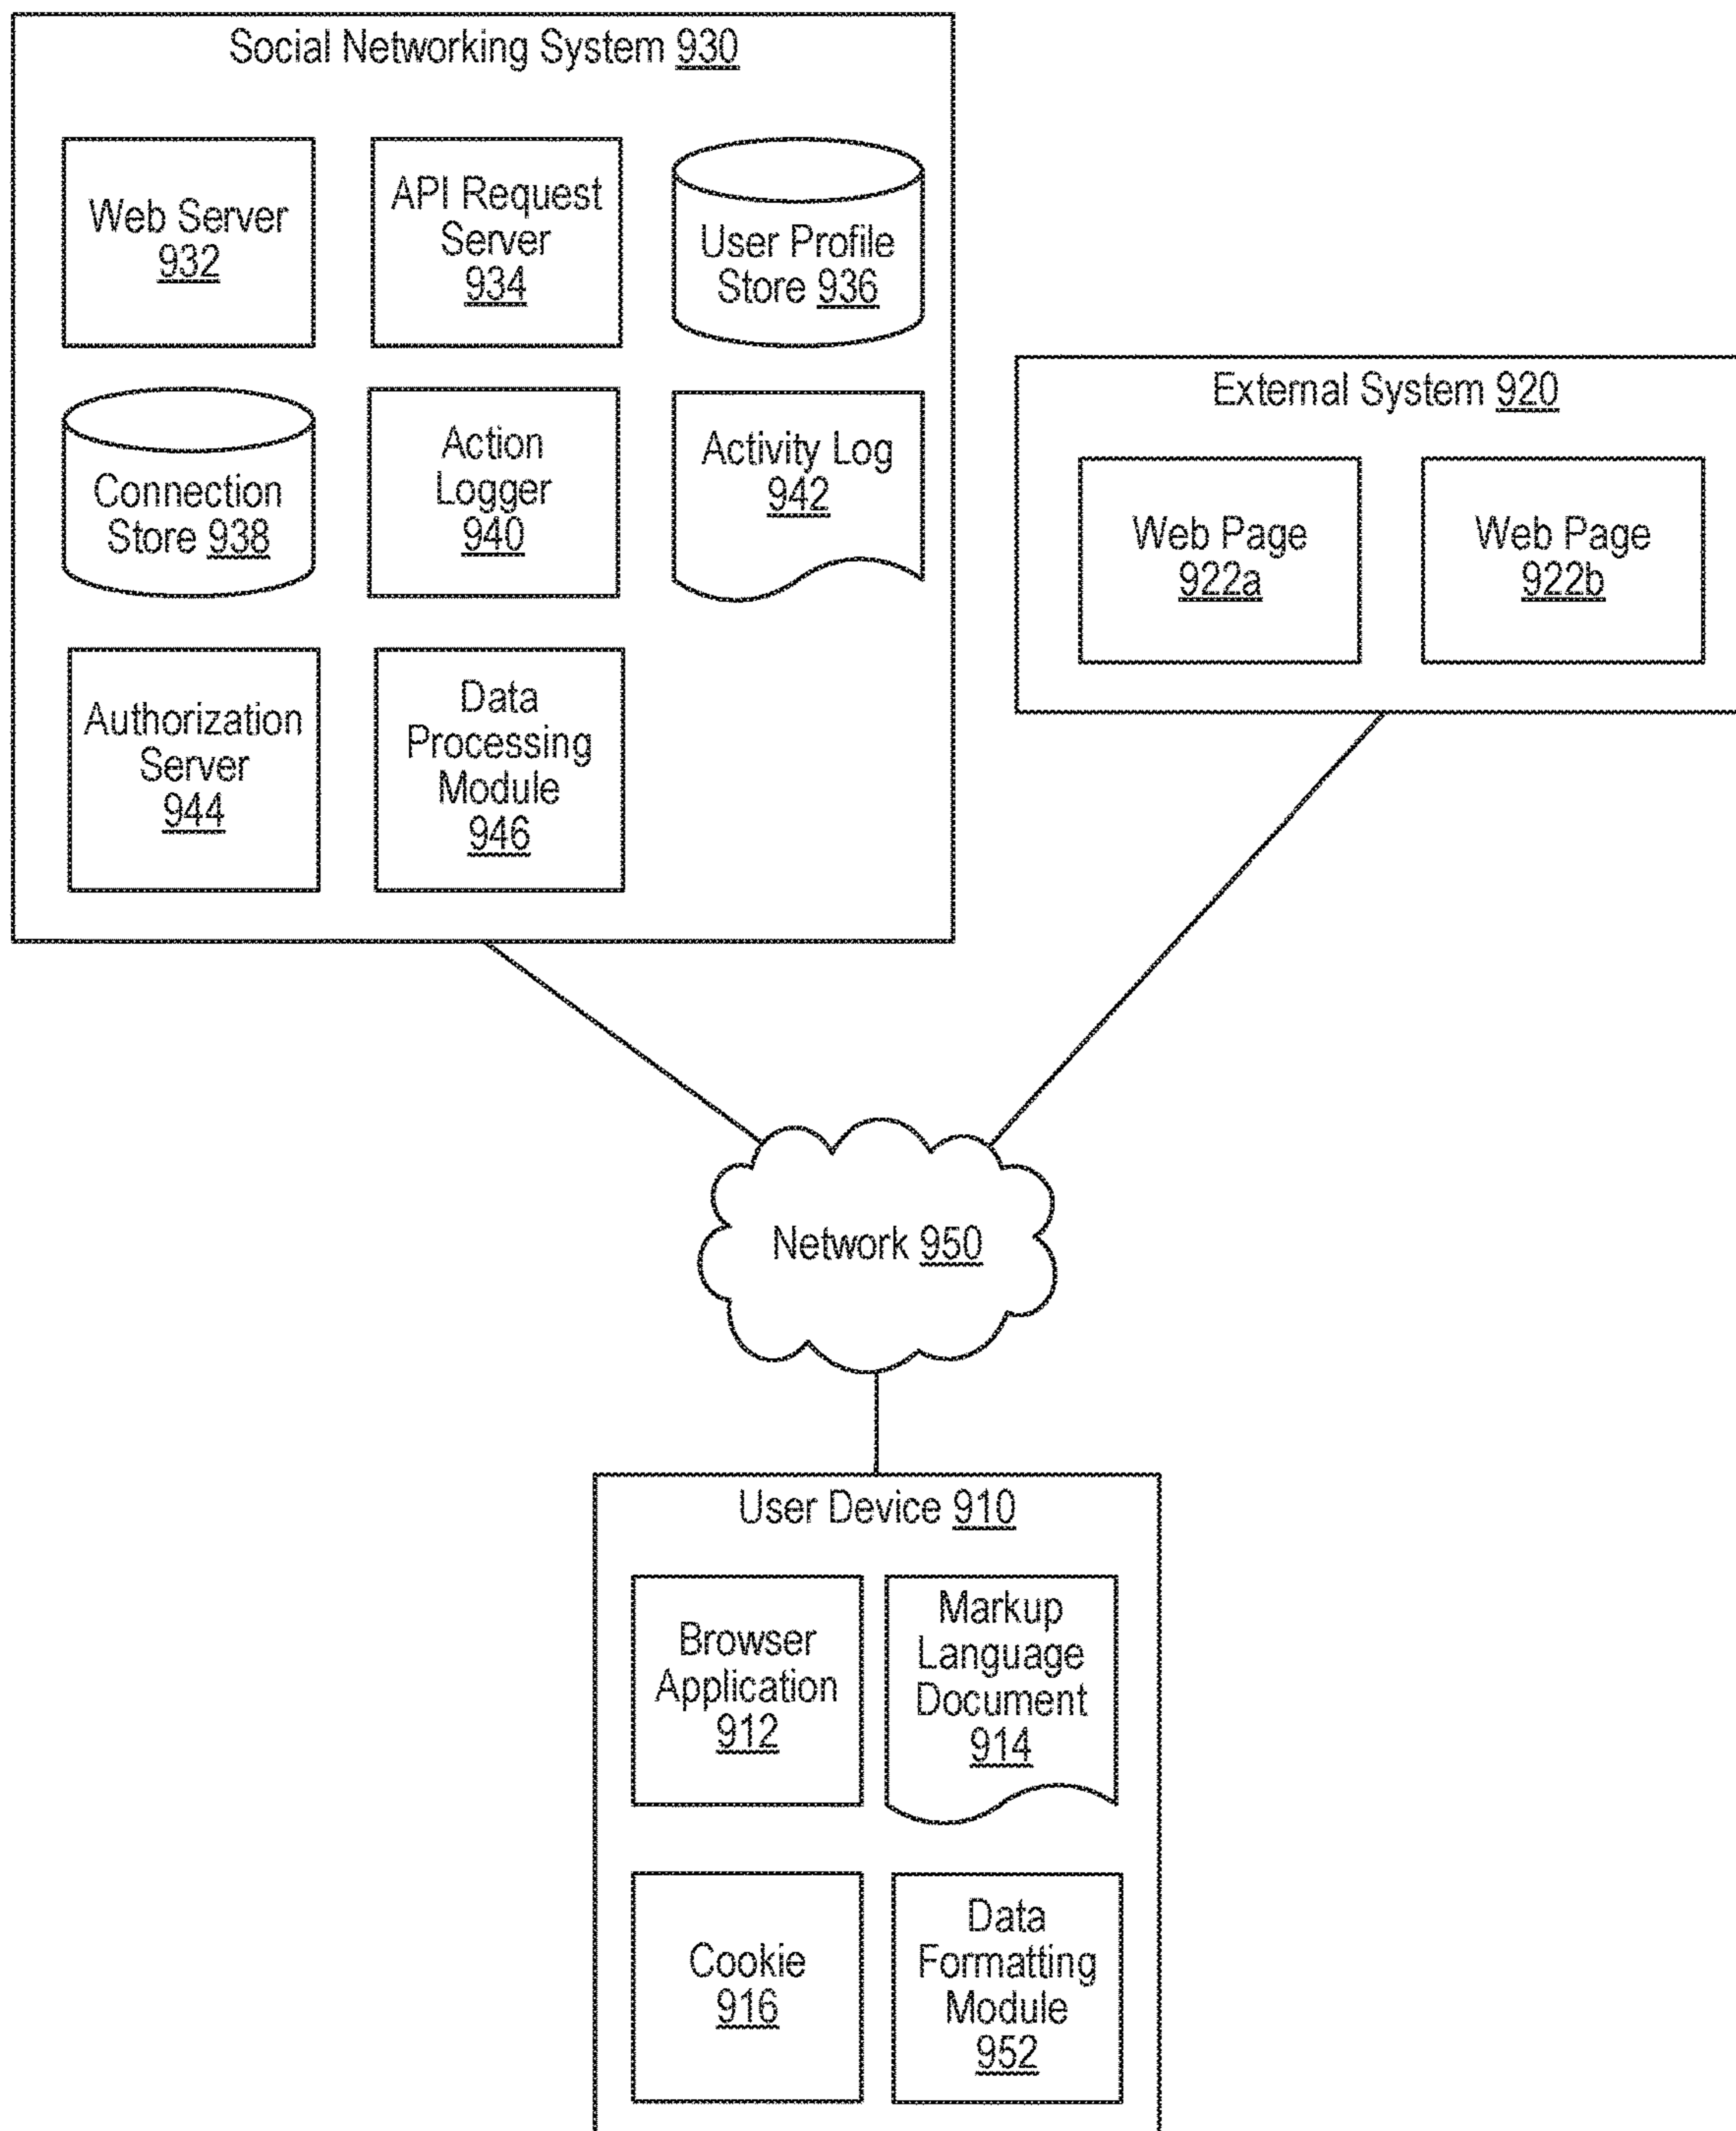 Social Networking System 930
Web Server
932
API Request
Server
934
User Profile
Store 936
Connection
Store 938
Action
Logger
940
Activity Log
942
Authorization
Server
944
Data
Processing
Module
946
External System 920
Web Page
922a
Web Page
922b
Network 950
User Device 910
Browser
Application
912
Markup
Language
Document
914
Cookie
916
Data
Formatting
Module
952